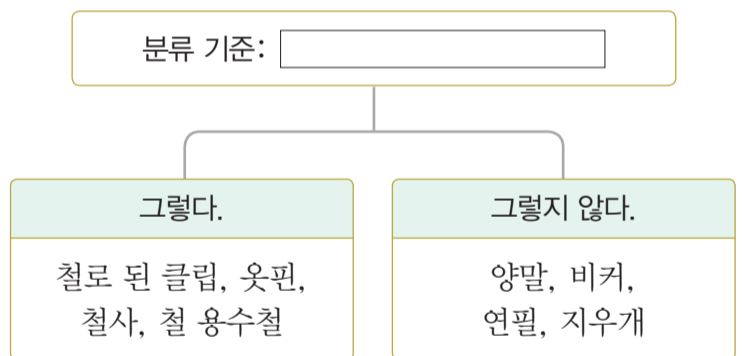 분류 기준:
그렇다.
철로 된 클립, 옷핀,
철사, 철 용수철
그렇지 않다.
양말, 비커,
연필, 지우개